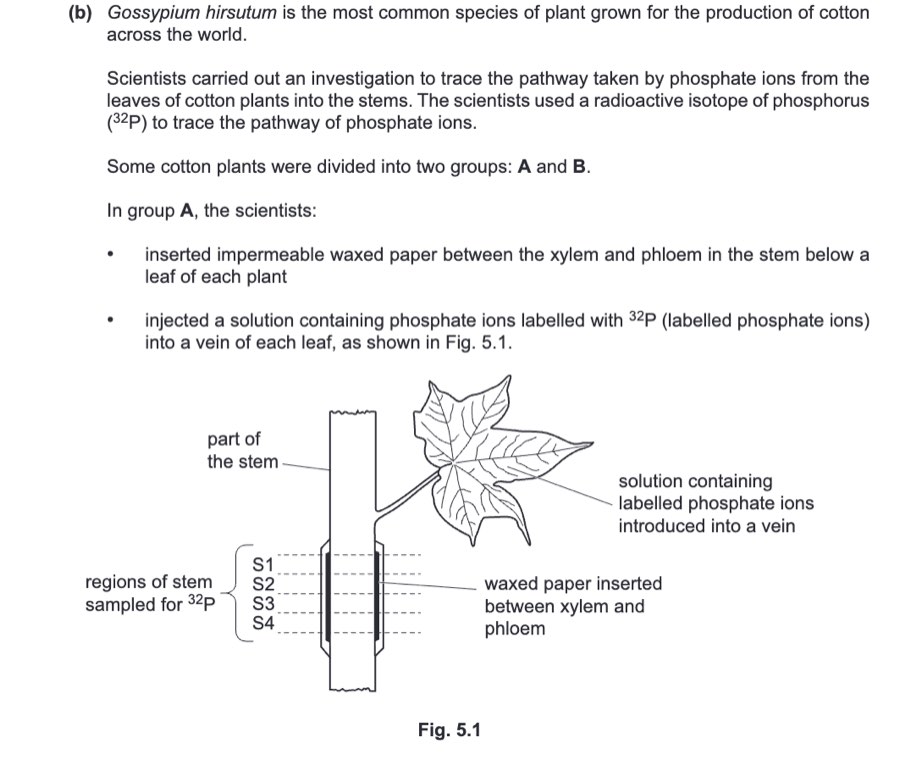 (b) Gossypium hirsutum is the most common species of plant grown for the production of cotton
across the world.
Scientists carried out an investigation to trace the pathway taken by phosphate ions from the
leaves of cotton plants into the stems. The scientists used a radioactive isotope of phosphorus
(³²P) to trace the pathway of phosphate ions.
Some cotton plants were divided into two groups: A and B.
In group A, the scientists:
• inserted impermeable waxed paper between the xylem and phloem in the stem below a
leaf of each plant
• injected a solution containing phosphate ions labelled with ³²P (labelled phosphate ions)
into a vein of each leaf, as shown in Fig. 5.1.
part of
the stem
solution containing
labelled phosphate ions
introduced into a vein
regions of stem
sampled for ³²P
S1
S2
S3
S4
waxed paper inserted
between xylem and
phloem
Fig. 5.1